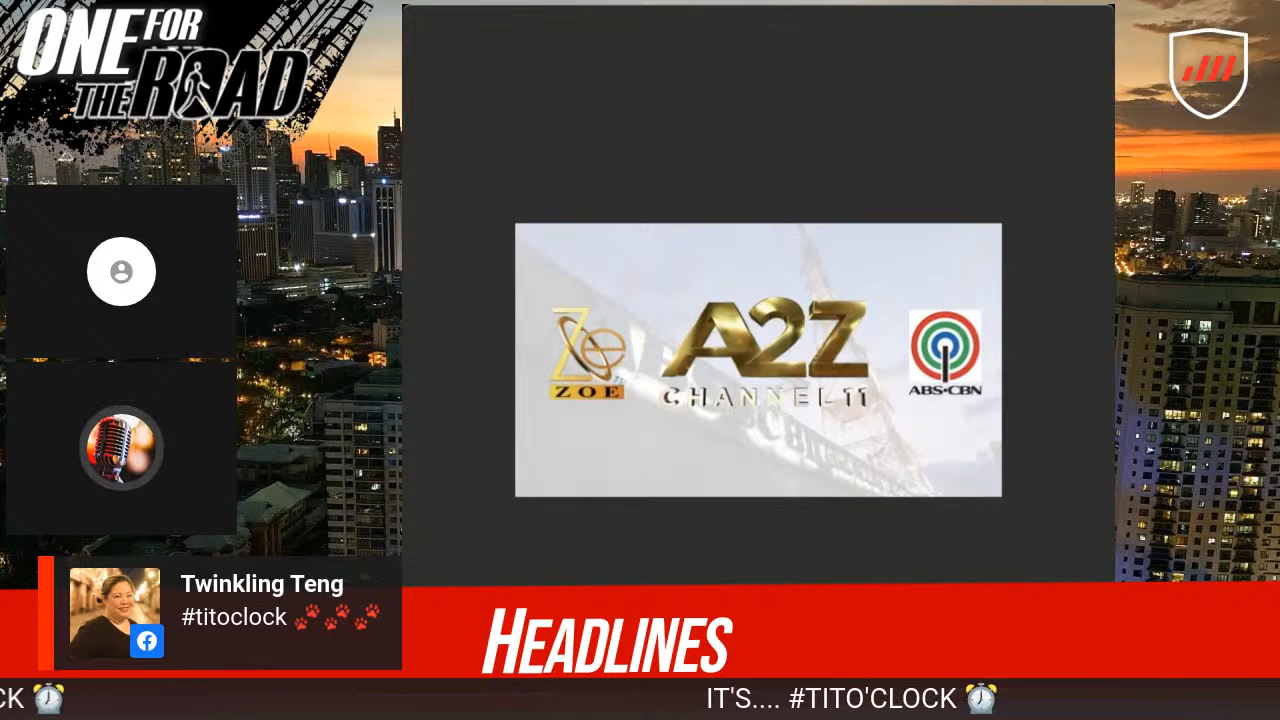 ONE FOR
THE ROAD
ZOE
A2Z
CHANNEL 11
ABS-CBN
Twinkling Teng
#titoclock 🐾🐾🐾
HEADLINES
CK ⏰
IT'S.... #TITO'CLOCK ⏰